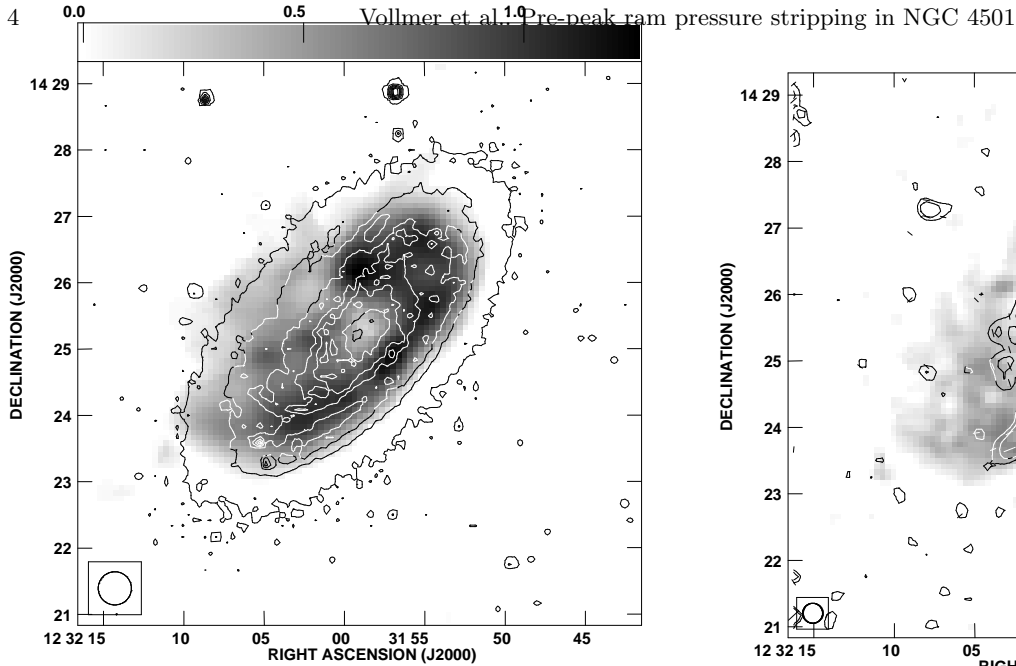 4 Vollmer et al.: Pre-peak ram pressure stripping in NGC 4501
0.0 0.5 1.0
14 29
28
27
26
25
24
23
22
21
DECLINATION (J2000)
12 32 15 10 05 00 31 55 50 45
RIGHT ASCENSION (J2000)
14 29
28
27
26
25
24
23
22
21
DECLINATION (J2000)
12 32 15 10 05